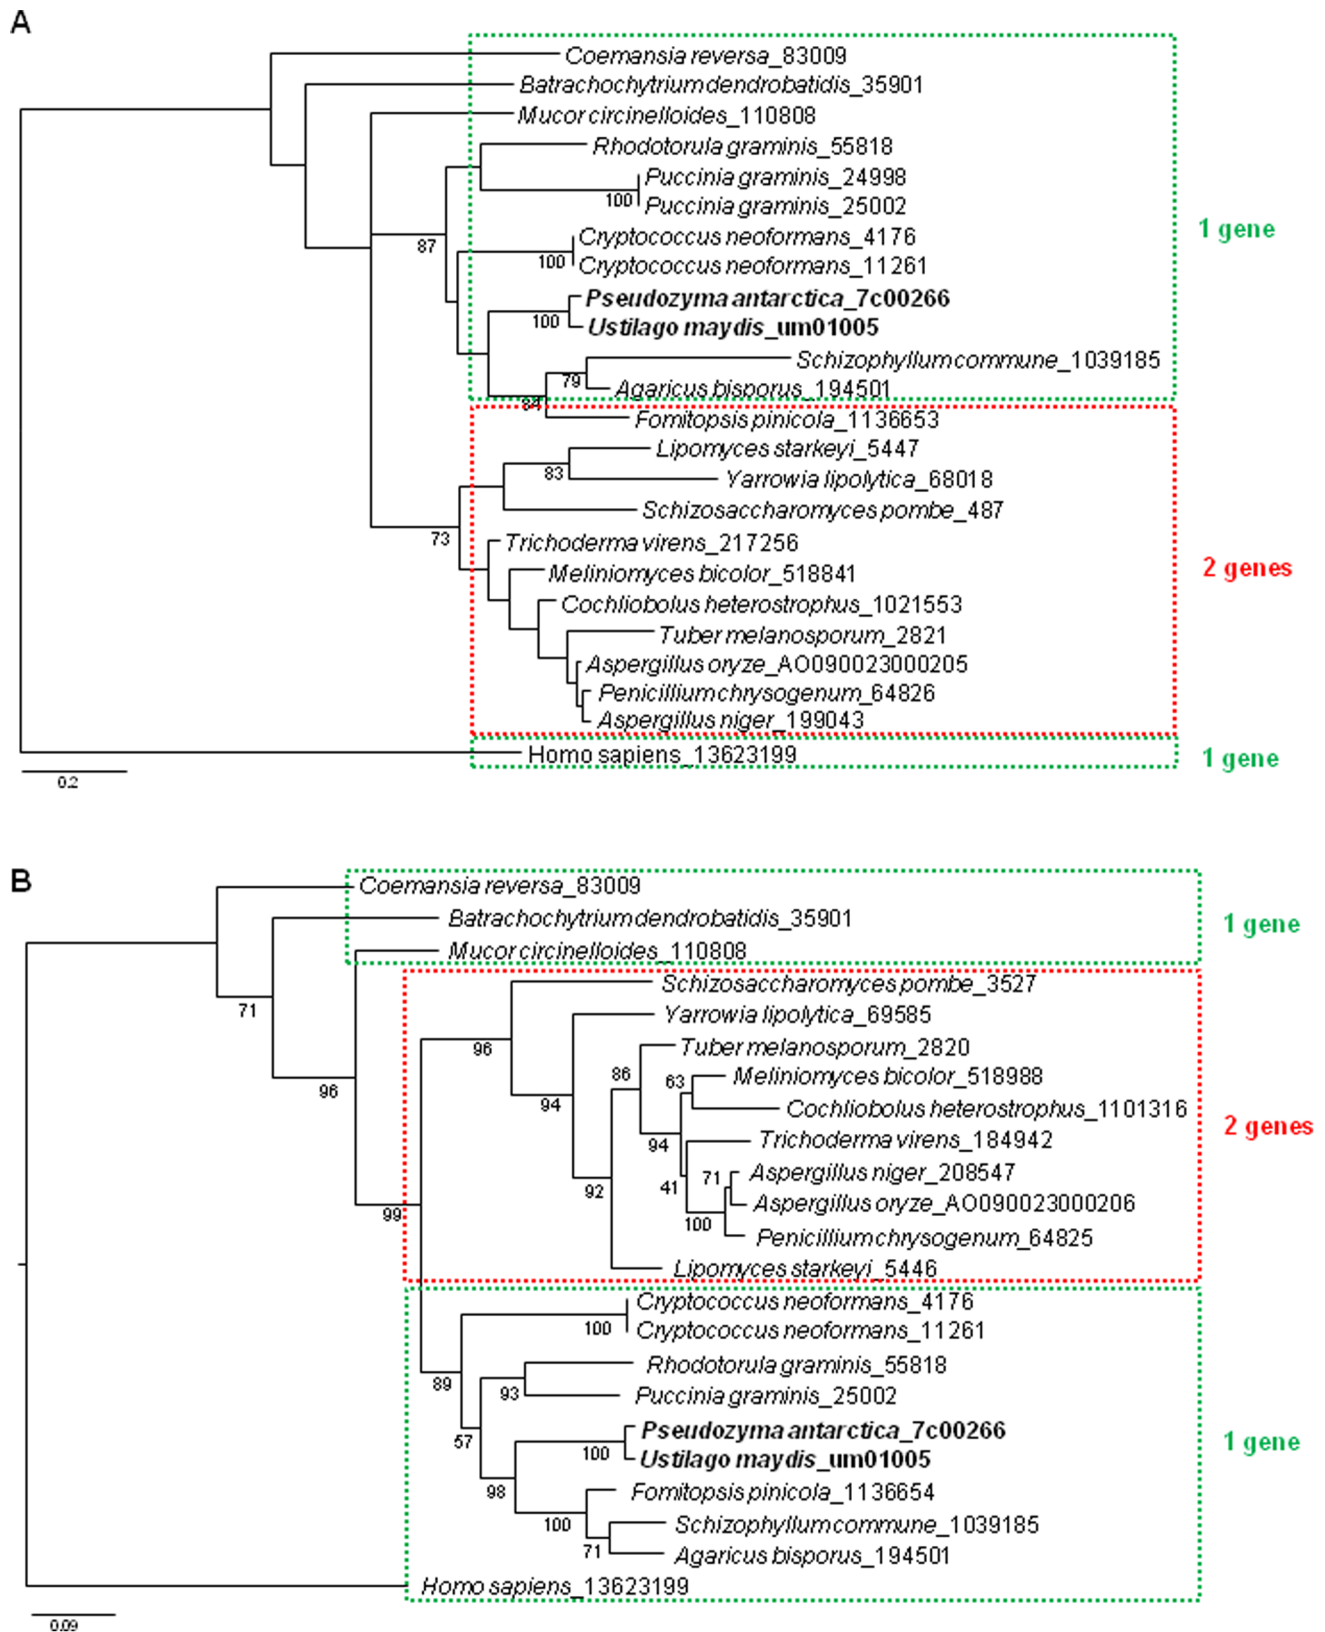 A
Coemansia reversa_83009
Batrachochytrium dendrobatidis_35901
Mucor circinelloides_110808
Rhodotorula graminis_55818
Puccinia graminis_24998
100
Puccinia graminis_25002
1 gene
87
Cryptococcus neoformans_4176
100
Cryptococcus neoformans_11261
Pseudozyma antarctica_7c00266
100
Ustilago maydis_um01005
Schizophyllum commune_1039185
79
Agaricus bisporus_194501
84
Fomitopsis pinicola_1136653
Lipomyces starkeyi_5447
83
Yarrowia lipolytica_68018
Schizosaccharomyces pombe_487
73
Trichoderma virens_217256
2 genes
Meliniomyces bicolor_518841
Cochliobolus heterostrophus_1021553
Tuber melanosporum_2821
Aspergillus oryze_AO090023000205
Penicillium chrysogenum_64826
Aspergillus niger_199043
Homo sapiens_13623199
1 gene
0.2
B
Coemansia reversa_83009
Batrachochytrium dendrobatidis_35901
1 gene
Mucor circinelloides_110808
Schizosaccharomyces pombe_3527
71
Yarrowia lipolytica_69585
96
Tuber melanosporum_2820
86
63
Meliniomyces bicolor_518988
96
94
Cochliobolus heterostrophus_1101316
2 genes
94
Trichoderma virens_184942
71
Aspergillus niger_208547
41
92
Aspergillus oryze_AO090023000206
99
100
Penicillium chrysogenum_64825
Lipomyces starkeyi_5446
Cryptococcus neoformans_4176
100
Cryptococcus neoformans_11261
Rhodotorula graminis_55818
89
93
Puccinia graminis_25002
Pseudozyma antarctica_7c00266
57
100
1 gene
Ustilago maydis_um01005
98
Fomitopsis pinicola_1136654
100
Schizophyllum commune_1039185
71
Agaricus bisporus_194501
Homo sapiens_13623199
0.09